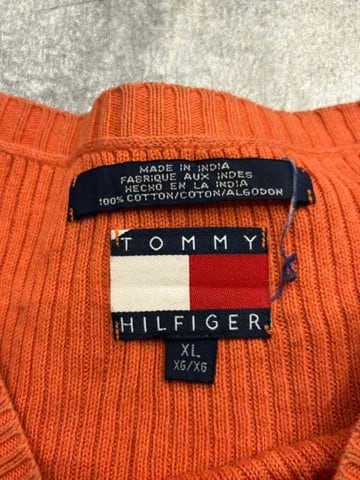 MADE IN INDIA
FABRIQUE AUX INDES
HECHO EN LA INDIA
100% COTTON/COTON/ALGODON
TOMMY
HILFIGER
XL
XG/XG